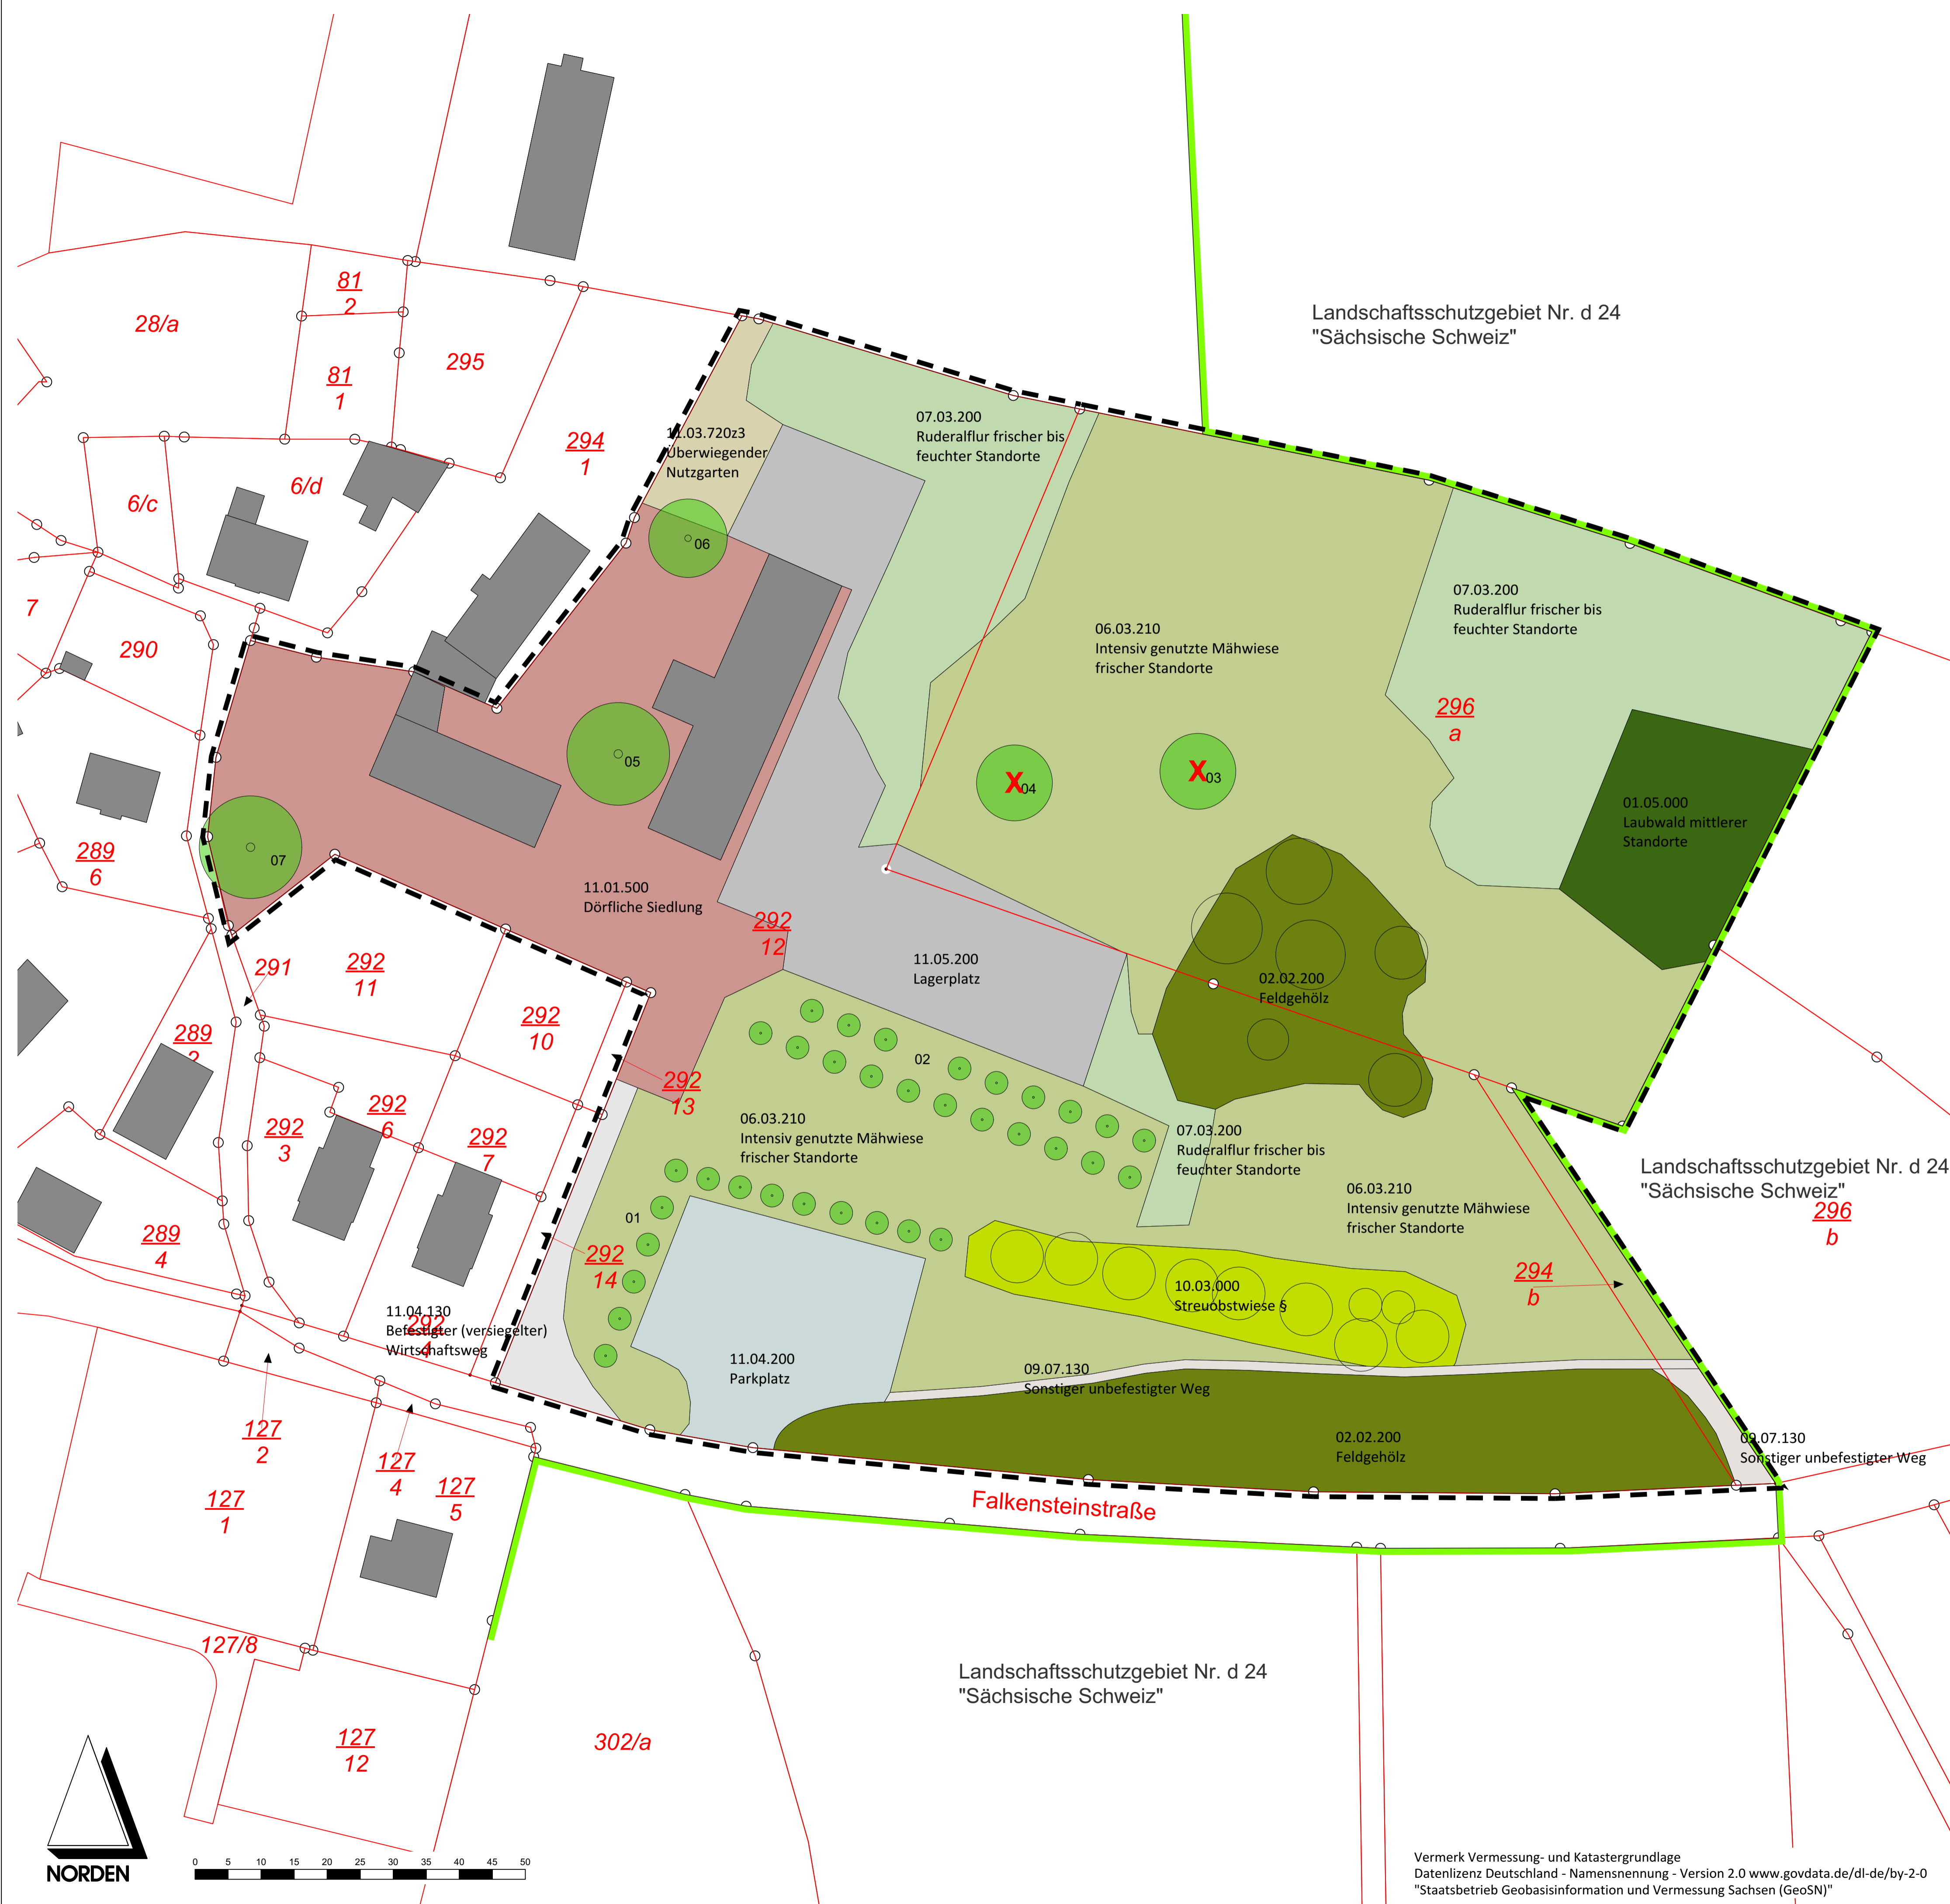 Landschaftsschutzgebiet Nr. d 24
"Sächsische Schweiz"
81
2
28/a
295
81
1
294
1
11.03.720z3
Überwiegender
Nutzgarten
07.03.200
Ruderalflur frischer bis
feuchter Standorte
6/c
6/d
06
7
290
06.03.210
Intensiv genutzte Mähwiese
frischer Standorte
07.03.200
Ruderalflur frischer bis
feuchter Standorte
296
a
05
X
04
X
03
01.05.000
Laubwald mittlerer
Standorte
289
6
07
11.01.500
Dörfliche Siedlung
292
12
11.05.200
Lagerplatz
02.02.200
Feldgehölz
291
292
11
292
10
289
2
02
292
13
292
3
292
6
292
7
06.03.210
Intensiv genutzte Mähwiese
frischer Standorte
07.03.200
Ruderalflur frischer bis
feuchter Standorte
Landschaftsschutzgebiet Nr. d 24
"Sächsische Schweiz"
296
b
06.03.210
Intensiv genutzte Mähwiese
frischer Standorte
289
4
01
292
14
294
b
10.03.000
Streuobstwiese §
11.04.130
Befestigter (versiegelter)
Wirtschaftsweg
292
4
11.04.200
Parkplatz
09.07.130
Sonstiger unbefestigter Weg
02.02.200
Feldgehölz
09.07.130
Sonstiger unbefestigter Weg
127
2
127
4
127
5
127
1
Falkensteinstraße
127/8
Landschaftsschutzgebiet Nr. d 24
"Sächsische Schweiz"
127
12
302/a
NORDEN
0 5 10 15 20 25 30 35 40 45 50
Vermerk Vermessung- und Katastergrundlage
Datenlizenz Deutschland - Namensnennung - Version 2.0 www.govdata.de/dl-de/by-2-0
"Staatsbetrieb Geobasisinformation und Vermessung Sachsen (GeoSN)"